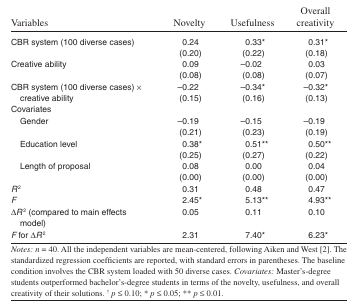 Overall
Variables Novelty Usefulness creativity
CBR system (100 diverse cases) 0.24 0.33* 0.31*
(0.20) (0.22) (0.18)
Creative ability 0.09 −0.02 0.03
(0.08) (0.08) (0.07)
CBR system (100 diverse cases) × −0.22 −0.34* −0.32*
creative ability (0.15) (0.16) (0.13)
Covariates
Gender −0.19 −0.15 −0.19
(0.21) (0.23) (0.19)
Education level 0.38* 0.51** 0.50**
(0.25) (0.27) (0.22)
Length of proposal 0.08 0.00 0.04
(0.00) (0.00) (0.00)
R² 0.31 0.48 0.47
F 2.45* 5.13** 4.93**
ΔR² (compared to main effects 0.05 0.11 0.10
model)
F for ΔR² 2.31 7.40* 6.23*
Notes: n = 40. All the independent variables are mean-centered, following Aiken and West [2]. The
standardized regression coefficients are reported, with standard errors in parentheses. The baseline
condition involves the CBR system loaded with 50 diverse cases. Covariates: Master's-degree
students outperformed bachelor's-degree students in terms of the novelty, usefulness, and overall
creativity of their solutions. † p ≤ 0.10; * p ≤ 0.05; ** p ≤ 0.01.